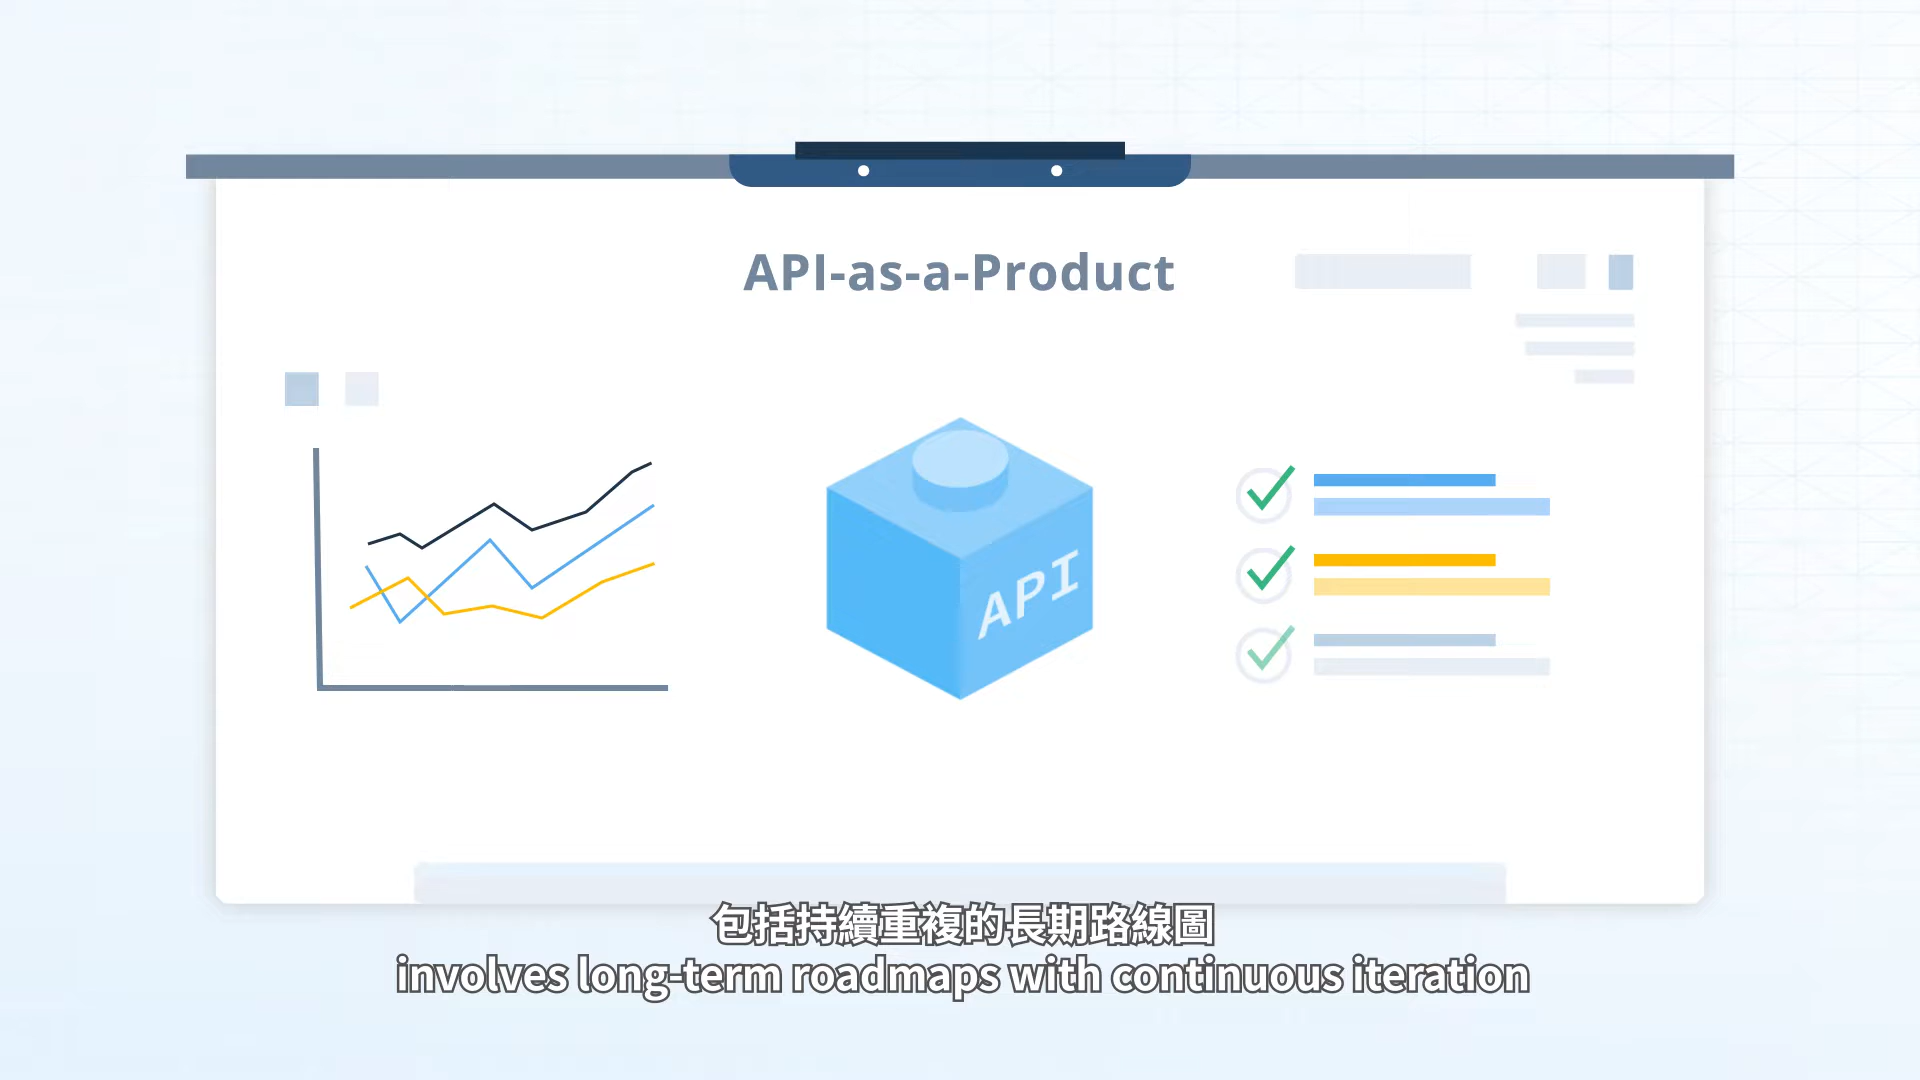 API-as-a-Product
API
包括持續重複的長期路線圖
involves long-term roadmaps with continuous iteration